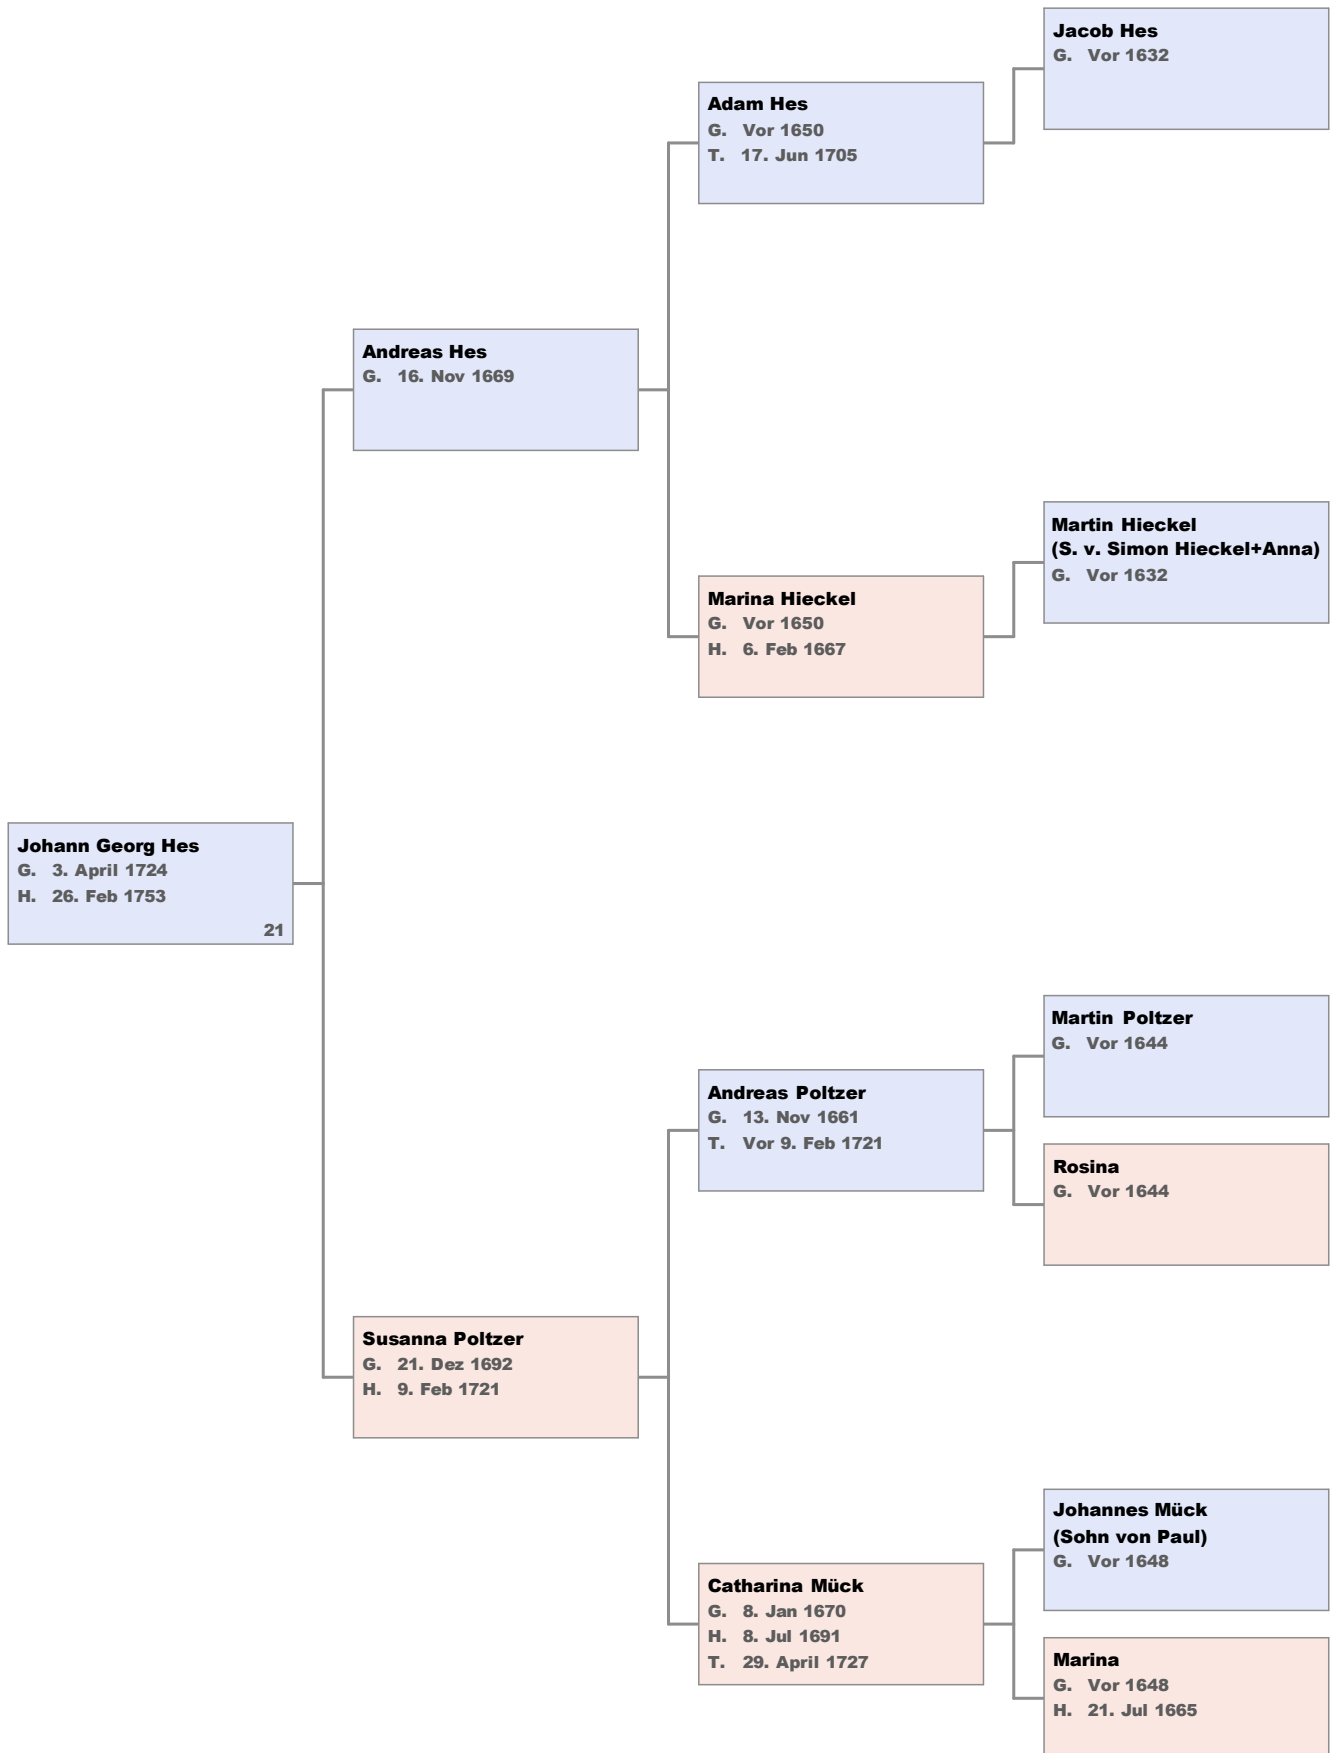 Jacob Hes
G. Vor 1632
Adam Hes
G. Vor 1650
T. 17. Jun 1705
Andreas Hes
G. 16. Nov 1669
Martin Hieckel
(S. v. Simon Hieckel+Anna)
G. Vor 1632
Marina Hieckel
G. Vor 1650
H. 6. Feb 1667
Johann Georg Hes
G. 3. April 1724
H. 26. Feb 1753
21
Martin Poltzer
G. Vor 1644
Andreas Poltzer
G. 13. Nov 1661
T. Vor 9. Feb 1721
Rosina
G. Vor 1644
Susanna Poltzer
G. 21. Dez 1692
H. 9. Feb 1721
Johannes Mück
(Sohn von Paul)
G. Vor 1648
Catharina Mück
G. 8. Jan 1670
H. 8. Jul 1691
T. 29. April 1727
Marina
G. Vor 1648
H. 21. Jul 1665